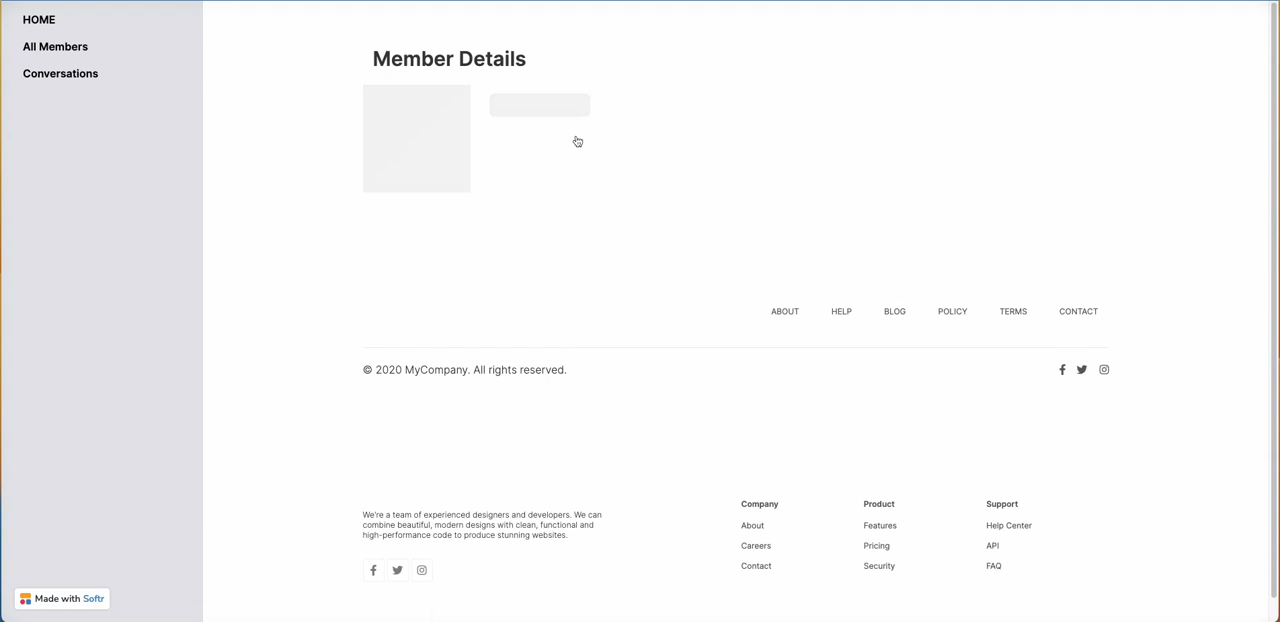 HOME
All Members
Conversations
Member Details
ABOUT HELP BLOG POLICY TERMS CONTACT
© 2020 MyCompany. All rights reserved.
We're a team of experienced designers and developers. We can
combine beautiful, modern designs with clean, functional and
high-performance code to produce stunning websites.
Company
About
Careers
Contact
Product
Features
Pricing
Security
Support
Help Center
API
FAQ
Made with Softr